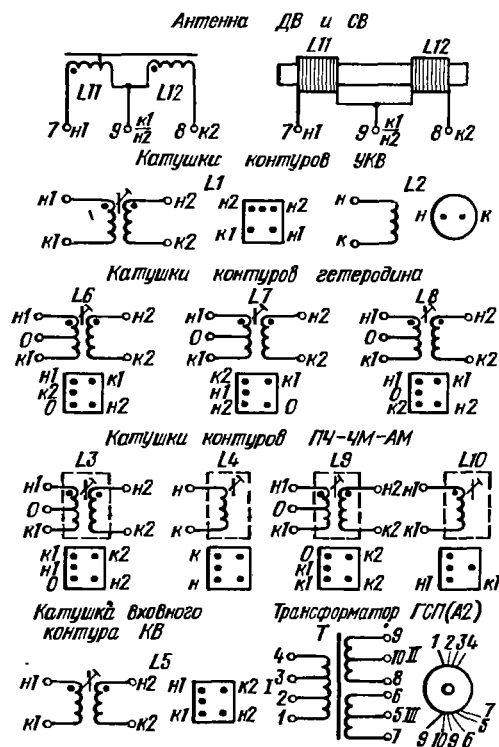 Антенна ДВ и СВ
L11 L12
L11 L12
7 н1 9 к1/н2 8 к2
7 н1 9 к1/н2 8 к2
Катушки контуров УКВ
L1 L2
н1 н2 к2 н2 н Н К
к1 к2 к1 н1 к
Катушки контуров гетеродина
L6 L7 L8
н1 н2 н1 н2 н1 н2
0 0 0
к1 к2 к1 к2 к1 к2
н1 к1 к2 к1 н1 к1
к2 н1 0
0 н2 н2 0 к2 н2
Катушки контуров ПЧ-ЧМ-АМ
L3 L4 L9 L10
н1 н2 н н1 н2 н1
0 0
к1 к2 к к1 к2 к1
к1 к2 к 0 к2
н1 к1
0 н2 н к1 н2 н1 к1
Катушка входного контура КВ
Трансформатор ГСП(А2)
L5 T
н1 н2 н1 к2
к1 к2 к1 н2
4 9 1 2 3 4
I 3 10 II
2 8
1 6
5 III 7
7 5
9 10 9 6